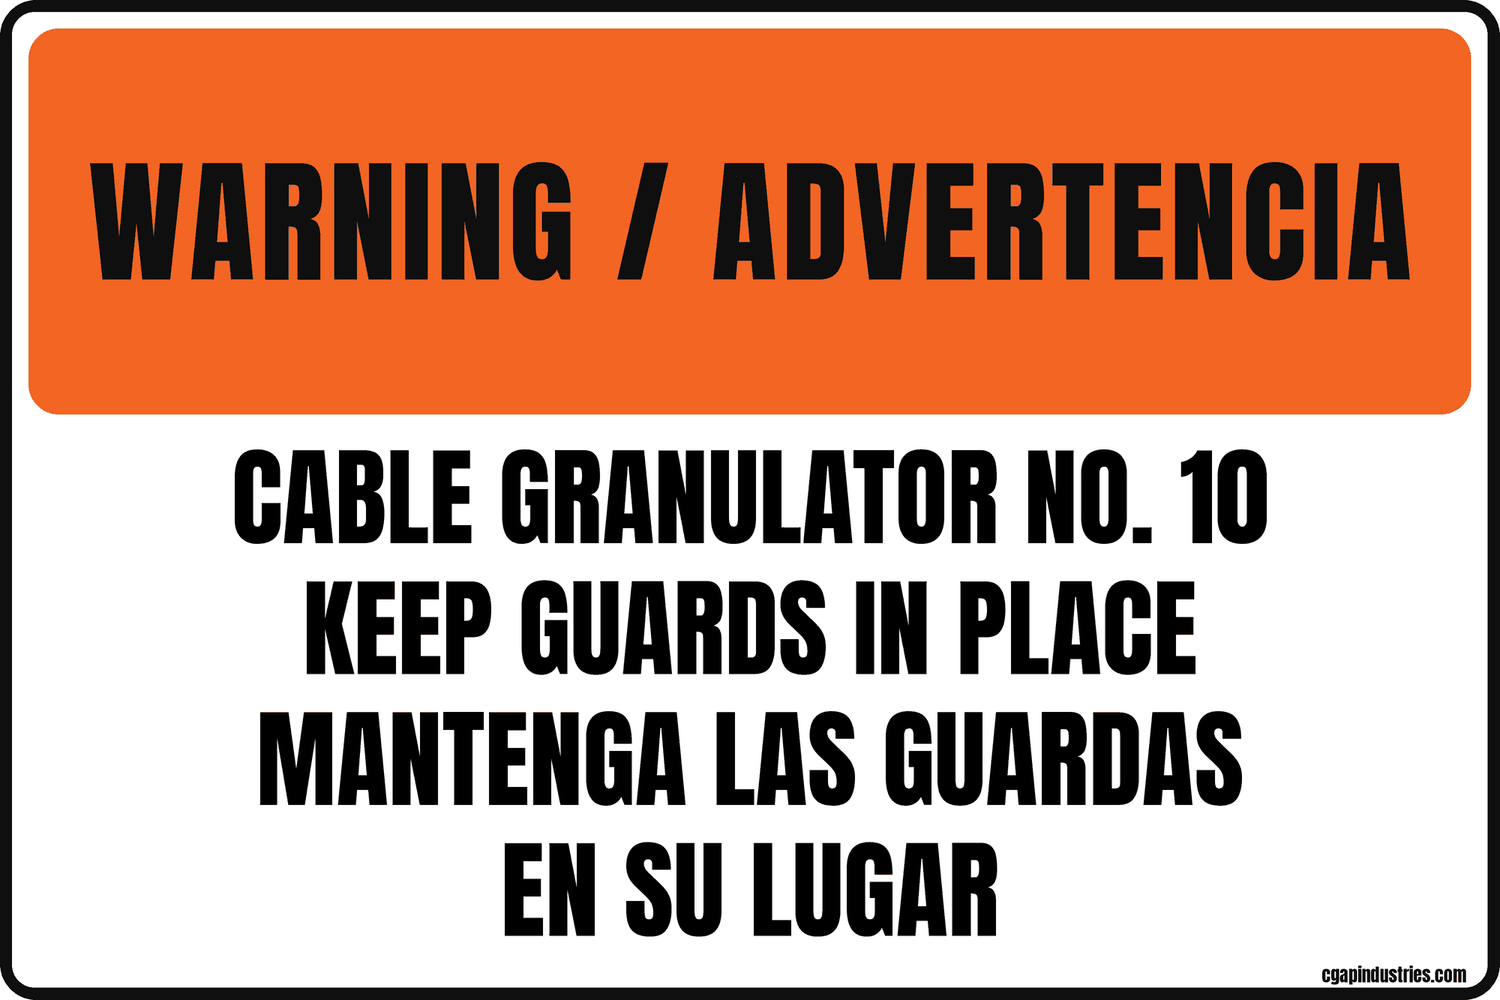 WARNING / ADVERTENCIA
CABLE GRANULATOR NO. 10
KEEP GUARDS IN PLACE
MANTENGA LAS GUARDAS
EN SU LUGAR
cgapindustries.com